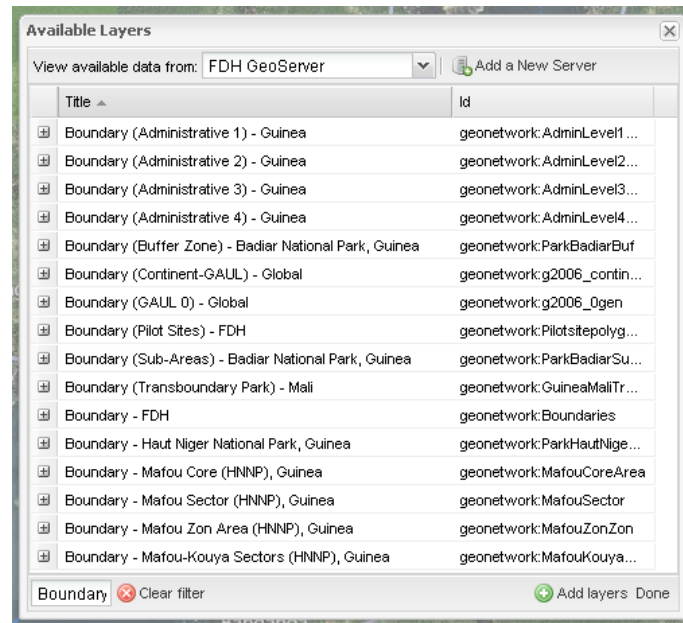 Available Layers
View available data from: FDH GeoServer Add a New Server
Title Id
Boundary (Administrative 1) - Guinea geonetwork:AdminLevel1...
Boundary (Administrative 2) - Guinea geonetwork:AdminLevel2...
Boundary (Administrative 3) - Guinea geonetwork:AdminLevel3...
Boundary (Administrative 4) - Guinea geonetwork:AdminLevel4...
Boundary (Buffer Zone) - Badiar National Park, Guinea geonetwork:ParkBadiarBuf
Boundary (Continent-GAUL) - Global geonetwork:g2006_contin...
Boundary (GAUL 0) - Global geonetwork:g2006_0gen
Boundary (Pilot Sites) - FDH geonetwork:Pilotsitepolyg...
Boundary (Sub-Areas) - Badiar National Park, Guinea geonetwork:ParkBadiarSu...
Boundary (Transboundary Park) - Mali geonetwork:GuineaMaliTr...
Boundary - FDH geonetwork:Boundaries
Boundary - Haut Niger National Park, Guinea geonetwork:ParkHautNige...
Boundary - Mafou Core (HNNP), Guinea geonetwork:MafouCoreArea
Boundary - Mafou Sector (HNNP), Guinea geonetwork:MafouSector
Boundary - Mafou Zon Area (HNNP), Guinea geonetwork:MafouZonZon
Boundary - Mafou-Kouya Sectors (HNNP), Guinea geonetwork:MafouKouya...
Boundary Clear filter Add layers Done